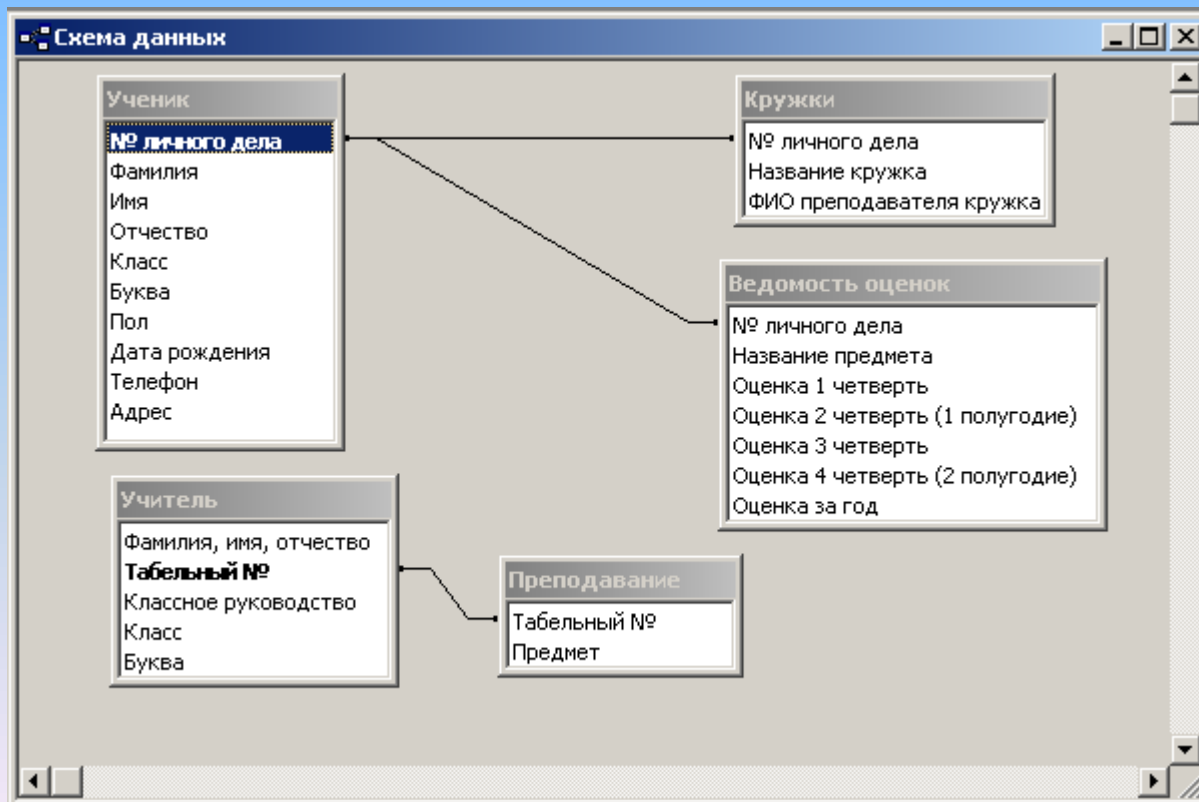 Схема данных
Ученик
№ личного дела
Фамилия
Имя
Отчество
Класс
Буква
Пол
Дата рождения
Телефон
Адрес
Кружки
№ личного дела
Название кружка
ФИО преподавателя кружка
Ведомость оценок
№ личного дела
Название предмета
Оценка 1 четверть
Оценка 2 четверть (1 полугодие)
Оценка 3 четверть
Оценка 4 четверть (2 полугодие)
Оценка за год
Учитель
Фамилия, имя, отчество
Табельный №
Классное руководство
Класс
Буква
Преподавание
Табельный №
Предмет